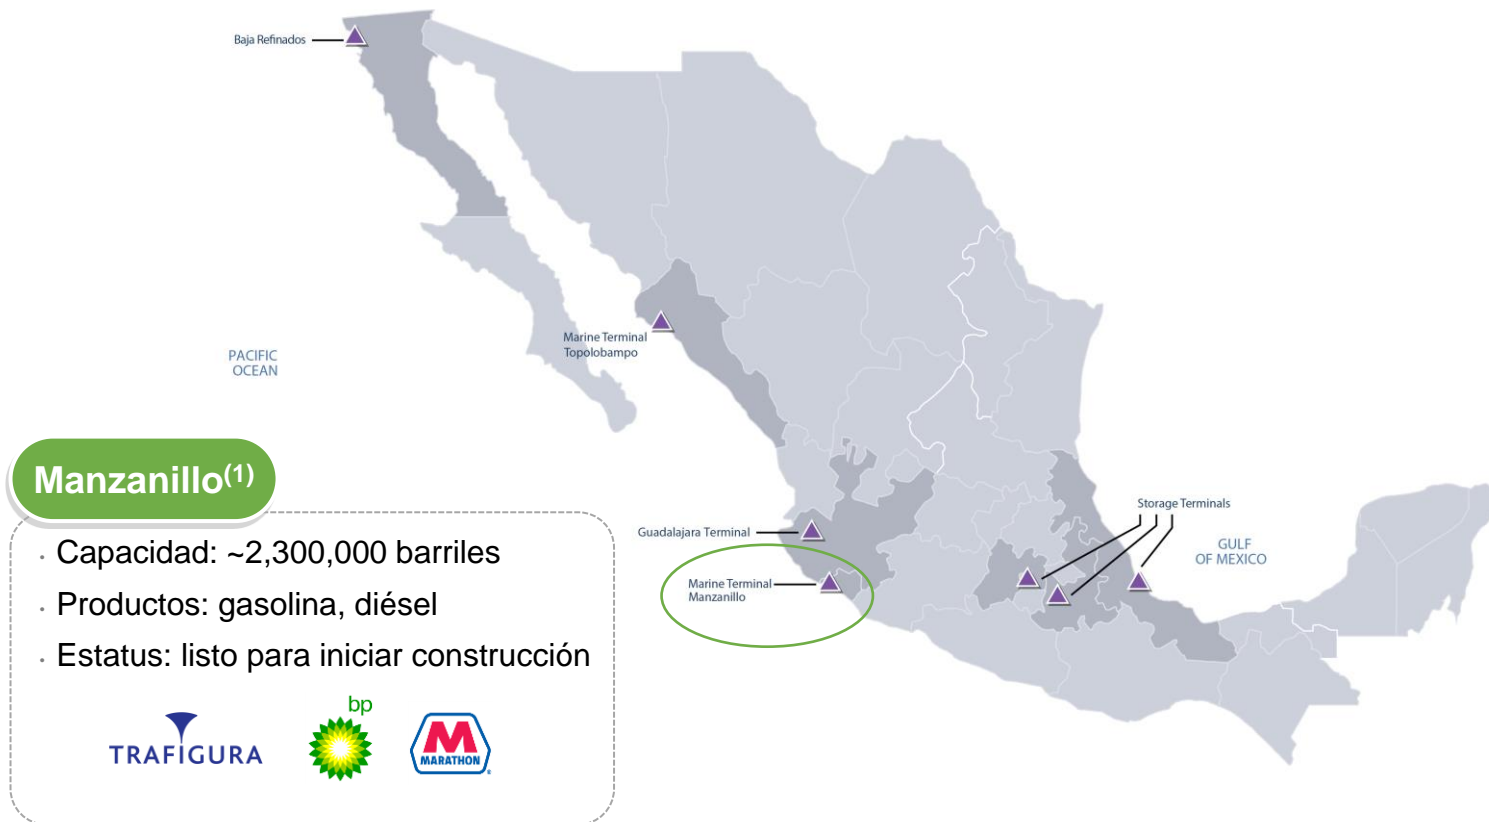 Baja Refinados
Marine Terminal
Topolobampo
PACIFIC
OCEAN
Manzanillo(1)
· Capacidad: ~2,300,000 barriles
· Productos: gasolina, diésel
· Estatus: listo para iniciar construcción
TRAFIGURA
bp
M
MARATHON
®
Guadalajara Terminal
Marine Terminal
Manzanillo
Storage Terminals
GULF
OF MEXICO